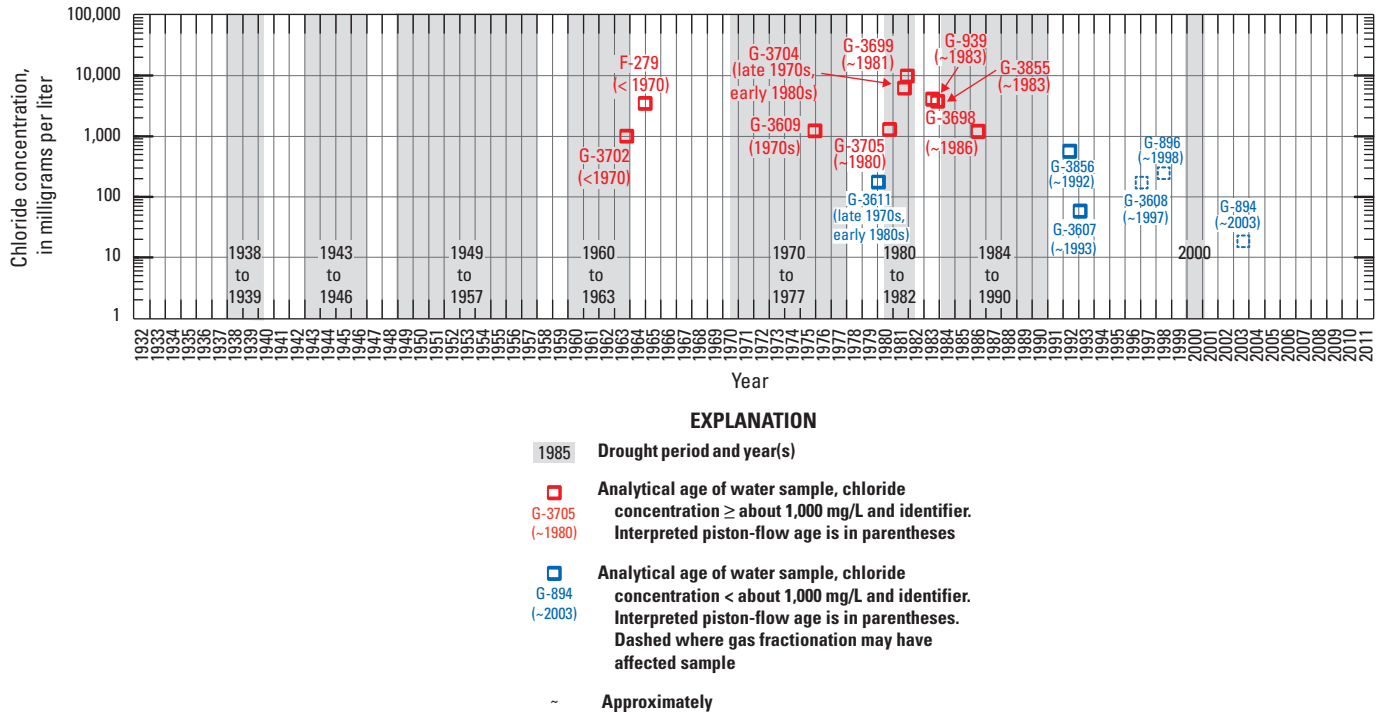 Chloride concentration,
in milligrams per liter
100,000
10,000
1,000
100
10
1
F-279
(< 1970)
G-3702
(<1970)
G-3704
(late 1970s,
early 1980s)
G-3699
(~1981)
G-939
(~1983)
G-3855
(~1983)
G-3609
(1970s)
G-3705
(~1980)
G-3698
(~1986)
G-3611
(late 1970s,
early 1980s)
G-3856
(~1992)
G-3607
(~1993)
G-896
(~1998)
G-3608
(~1997)
G-894
(~2003)
1938
to
1939
1943
to
1946
1949
to
1957
1960
to
1963
1970
to
1977
1980
to
1982
1984
to
1990
2000
1932
1933
1934
1935
1936
1937
1938
1939
1940
1941
1942
1943
1944
1945
1946
1947
1948
1949
1950
1951
1952
1953
1954
1955
1956
1957
1958
1959
1960
1961
1962
1963
1964
1965
1966
1967
1968
1969
1970
1971
1972
1973
1974
1975
1976
1977
1978
1979
1980
1981
1982
1983
1984
1985
1986
1987
1988
1989
1990
1991
1992
1993
1994
1995
1996
1997
1998
1999
2000
2001
2002
2003
2004
2005
2006
2007
2008
2009
2010
2011
Year
EXPLANATION
1985 Drought period and year(s)
G-3705
(~1980)
Analytical age of water sample, chloride
concentration ≥ about 1,000 mg/L and identifier.
Interpreted piston-flow age is in parentheses
G-894
(~2003)
Analytical age of water sample, chloride
concentration < about 1,000 mg/L and identifier.
Interpreted piston-flow age is in parentheses.
Dashed where gas fractionation may have
affected sample
~ Approximately